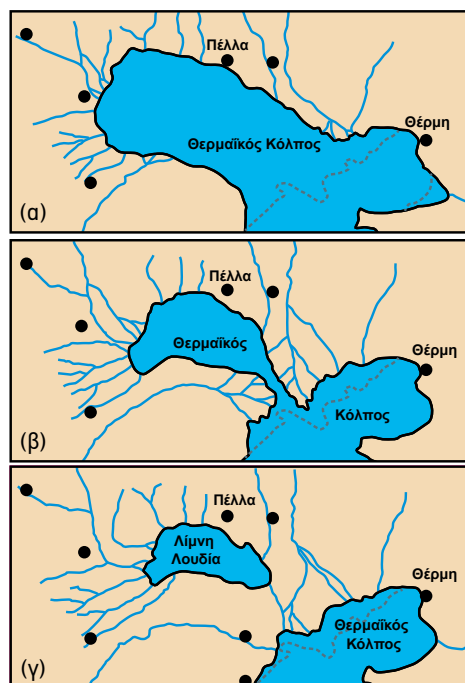 Πέλλα
Θέρμη
Θερμαϊκός Κόλπος
(α)
Πέλλα
Θερμαϊκός
Θέρμη
Κόλπος
(β)
Πέλλα
Λίμνη
Λουδία
Θέρμη
Θερμαϊκός
Κόλπος
(γ)